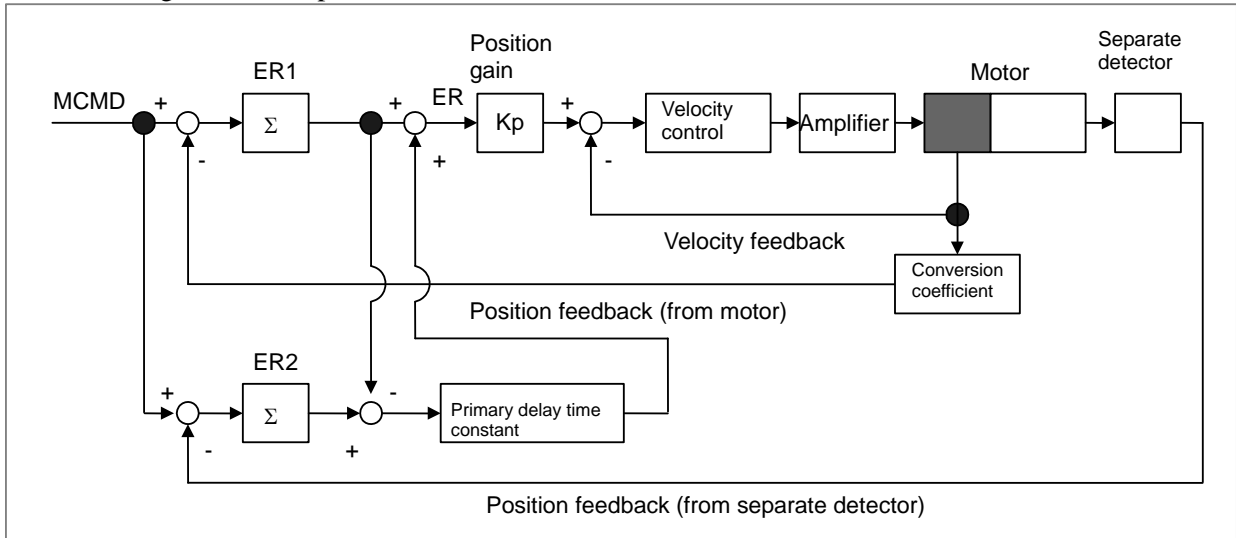 Position
gain
Separate
detector
ER1
Motor
MCMD
+
+
ER
+
Σ
Kp
Velocity
control
Amplifier
-
+
-
Velocity feedback
Conversion
coefficient
Position feedback (from motor)
ER2
+
Σ
-
Primary delay time
constant
-
+
Position feedback (from separate detector)